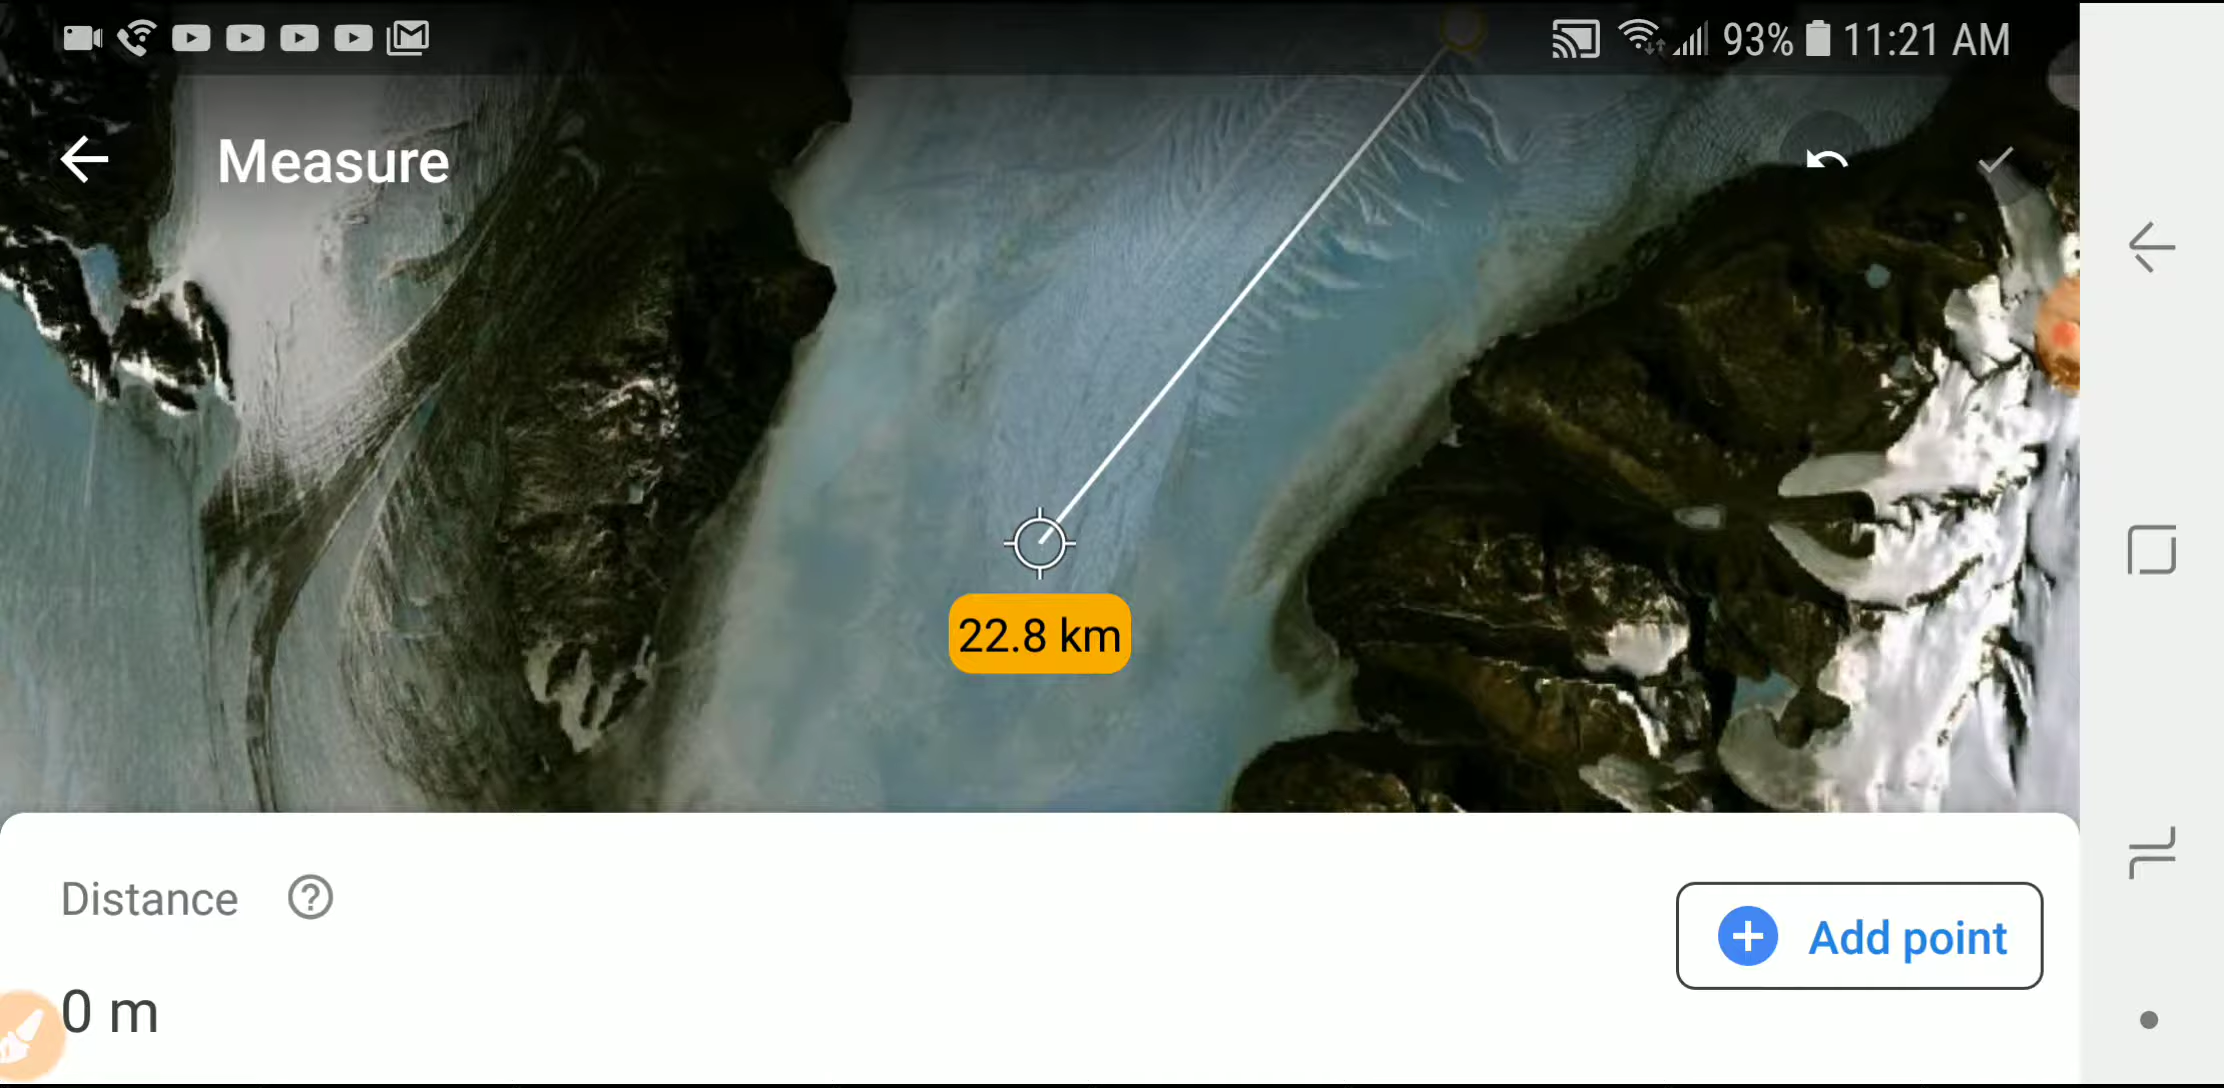 93% 11:21 AM
Measure
22.8 km
Distance
Add point
0 m